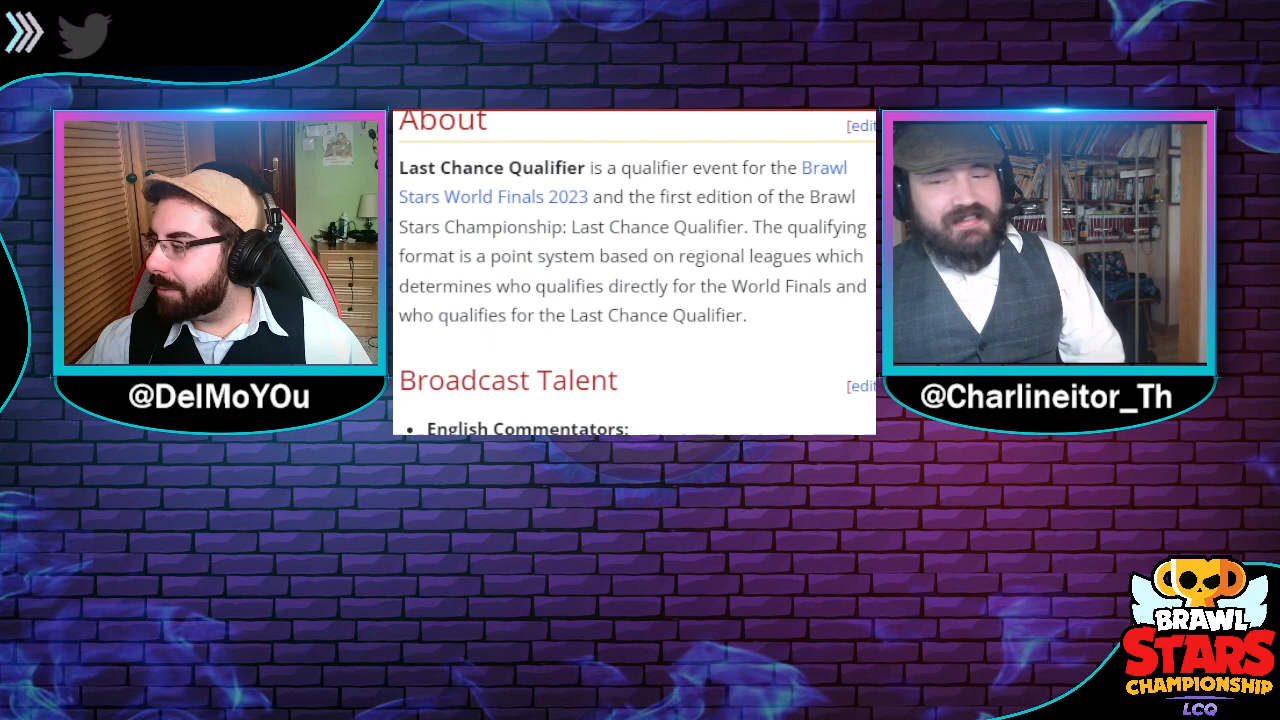 About
[edit
Last Chance Qualifier is a qualifier event for the Brawl
Stars World Finals 2023 and the first edition of the Brawl
Stars Championship: Last Chance Qualifier. The qualifying
format is a point system based on regional leagues which
determines who qualifies directly for the World Finals and
who qualifies for the Last Chance Qualifier.
Broadcast Talent
[edit
English Commentators:
@DelMoYOu
@Charlineitor_Th
BRAWL
STARS
CHAMPIONSHIP
LCQ